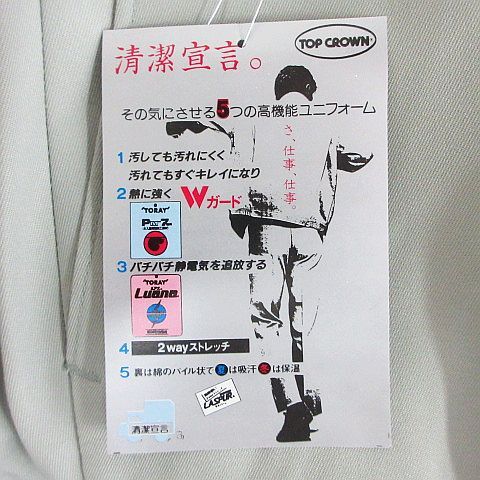 清潔宣言。
TOP CROWN
その気にさせる5つの高機能ユニフォーム
さ、仕事、仕事。
1 汚しても汚れにくく
汚れてもすぐキレイになり
2 熱に強く Wガード
"TORAY"
3 パチパチ静電気を追放する
"TORAY"
Luana
4 2wayストレッチ
5 裏は綿のパイル状で夏は吸汗冬は保温
LASTUR
清潔宣言